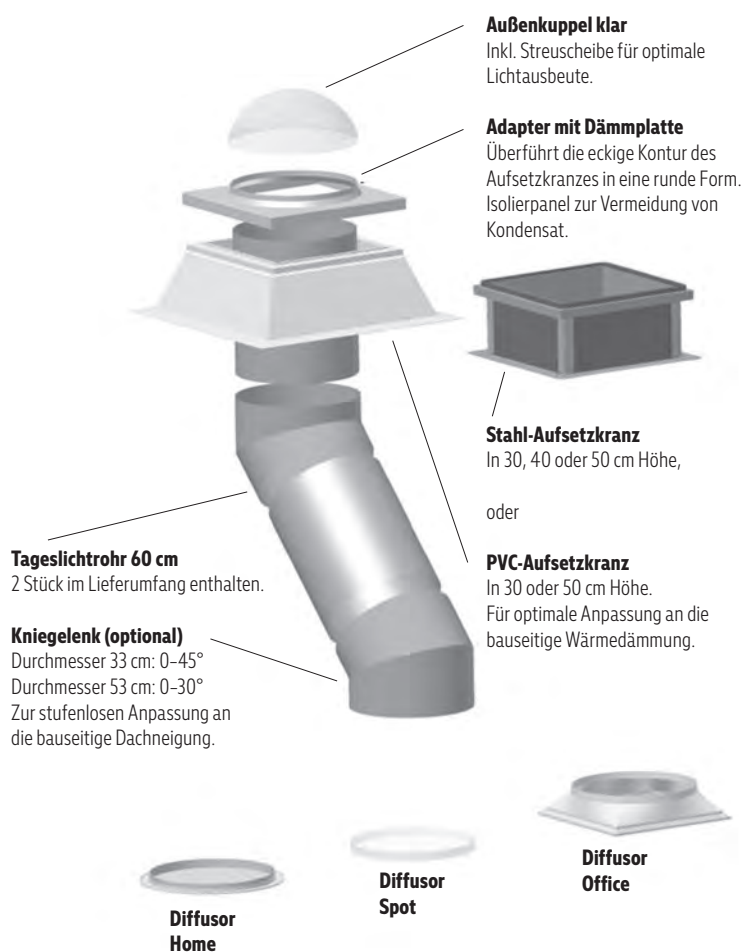 Außenkuppel klar
Inkl. Streuscheibe für optimale
Lichtausbeute.
Adapter mit Dämmplatte
Überführt die eckige Kontur des
Aufsetzkranzes in eine runde Form.
Isolierpanel zur Vermeidung von
Kondensat.
Stahl-Aufsetzkranz
In 30, 40 oder 50 cm Höhe,
oder
PVC-Aufsetzkranz
In 30 oder 50 cm Höhe.
Für optimale Anpassung an die
bauseitige Wärmedämmung.
Tageslichtrohr 60 cm
2 Stück im Lieferumfang enthalten.
Kniegelenk (optional)
Durchmesser 33 cm: 0–45°
Durchmesser 53 cm: 0–30°
Zur stufenlosen Anpassung an
die bauseitige Dachneigung.
Diffusor
Home
Diffusor
Spot
Diffusor
Office